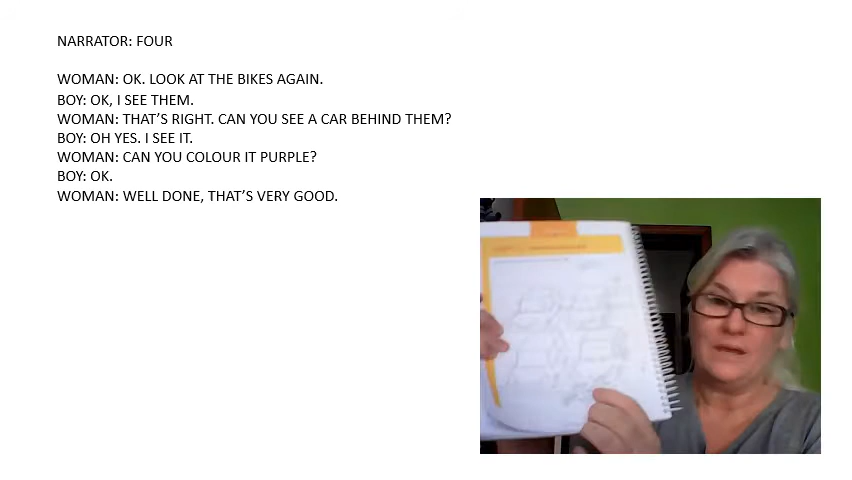 NARRATOR: FOUR
WOMAN: OK. LOOK AT THE BIKES AGAIN.
BOY: OK, I SEE THEM.
WOMAN: THAT'S RIGHT. CAN YOU SEE A CAR BEHIND THEM?
BOY: OH YES. I SEE IT.
WOMAN: CAN YOU COLOUR IT PURPLE?
BOY: OK.
WOMAN: WELL DONE, THAT'S VERY GOOD.